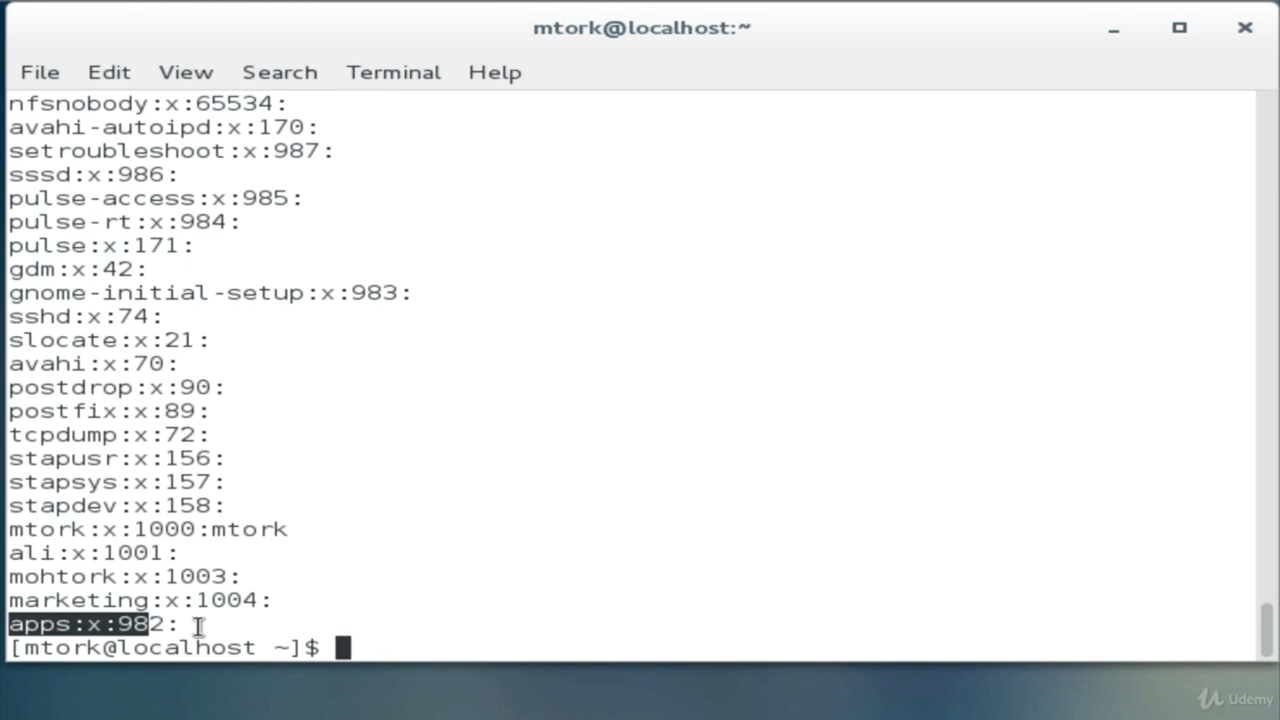 mtork@localhost:~
File Edit View Search Terminal Help
nfsnobody:x:65534:
avahi-autoipd:x:170:
setroubleshoot:x:987:
sssd:x:986:
pulse-access:x:985:
pulse-rt:x:984:
pulse:x:171:
gdm:x:42:
gnome-initial-setup:x:983:
sshd:x:74:
slocate:x:21:
avahi:x:70:
postdrop:x:90:
postfix:x:89:
tcpdump:x:72:
stapusr:x:156:
stapsys:x:157:
stapdev:x:158:
mtork:x:1000:mtork
ali:x:1001:
mohtork:x:1003:
marketing:x:1004:
apps:x:982:
[mtork@localhost ~]$
Udemy